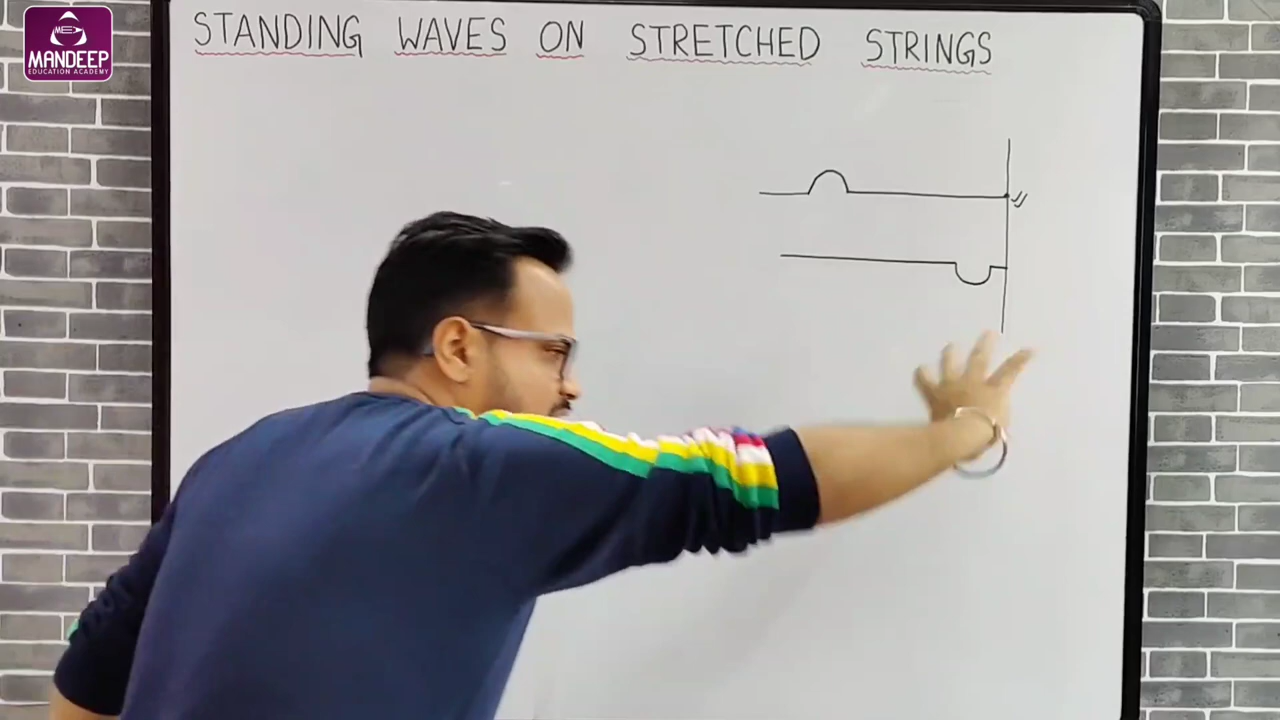 MANDEEP
EDUCATION ACADEMY
STANDING WAVES ON STRETCHED STRINGS